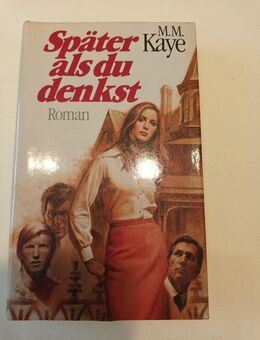 Später
als du
denkst
M.M.
Kaye
Roman